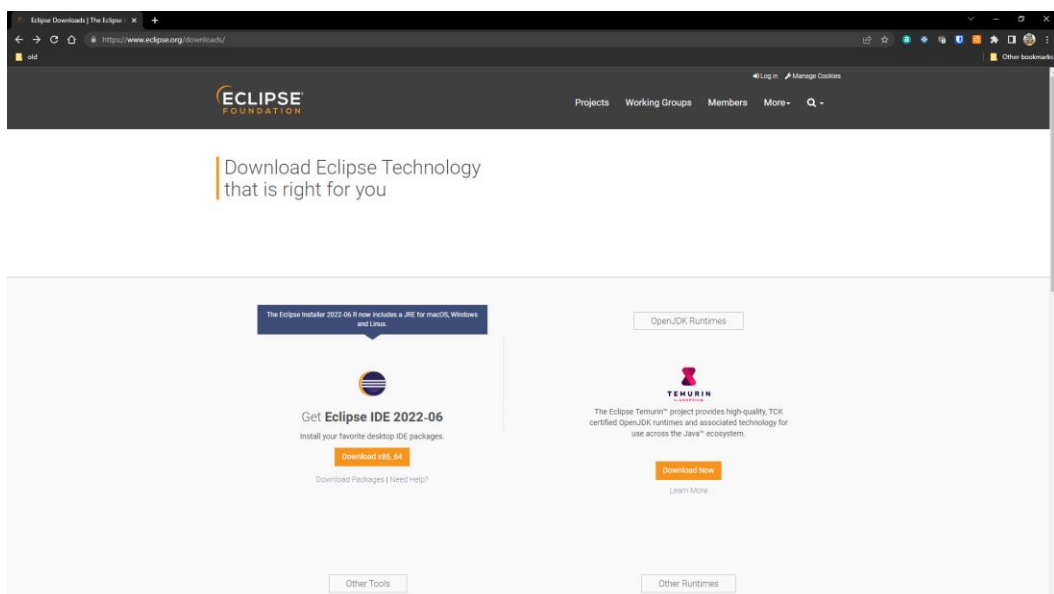 Eclipse Downloads | The Eclipse
https://www.eclipse.org/downloads/
old
Other bookmarks
Log in Manage Cookies
ECLIPSE
FOUNDATION
Projects Working Groups Members More Q
Download Eclipse Technology
that is right for you
The Eclipse Installer 2022-06 R now includes a JRE for macOS, Windows
and Linux.
OpenJDK Runtimes
Get Eclipse IDE 2022-06
Install your favorite desktop IDE packages.
Download x86_64
Download Packages | Need Help?
TEMURIN
The Eclipse Temurin™ project provides high-quality, TCK
certified OpenJDK runtimes and associated technology for
use across the Java™ ecosystem.
Download Now
Learn More
Other Tools
Other Runtimes